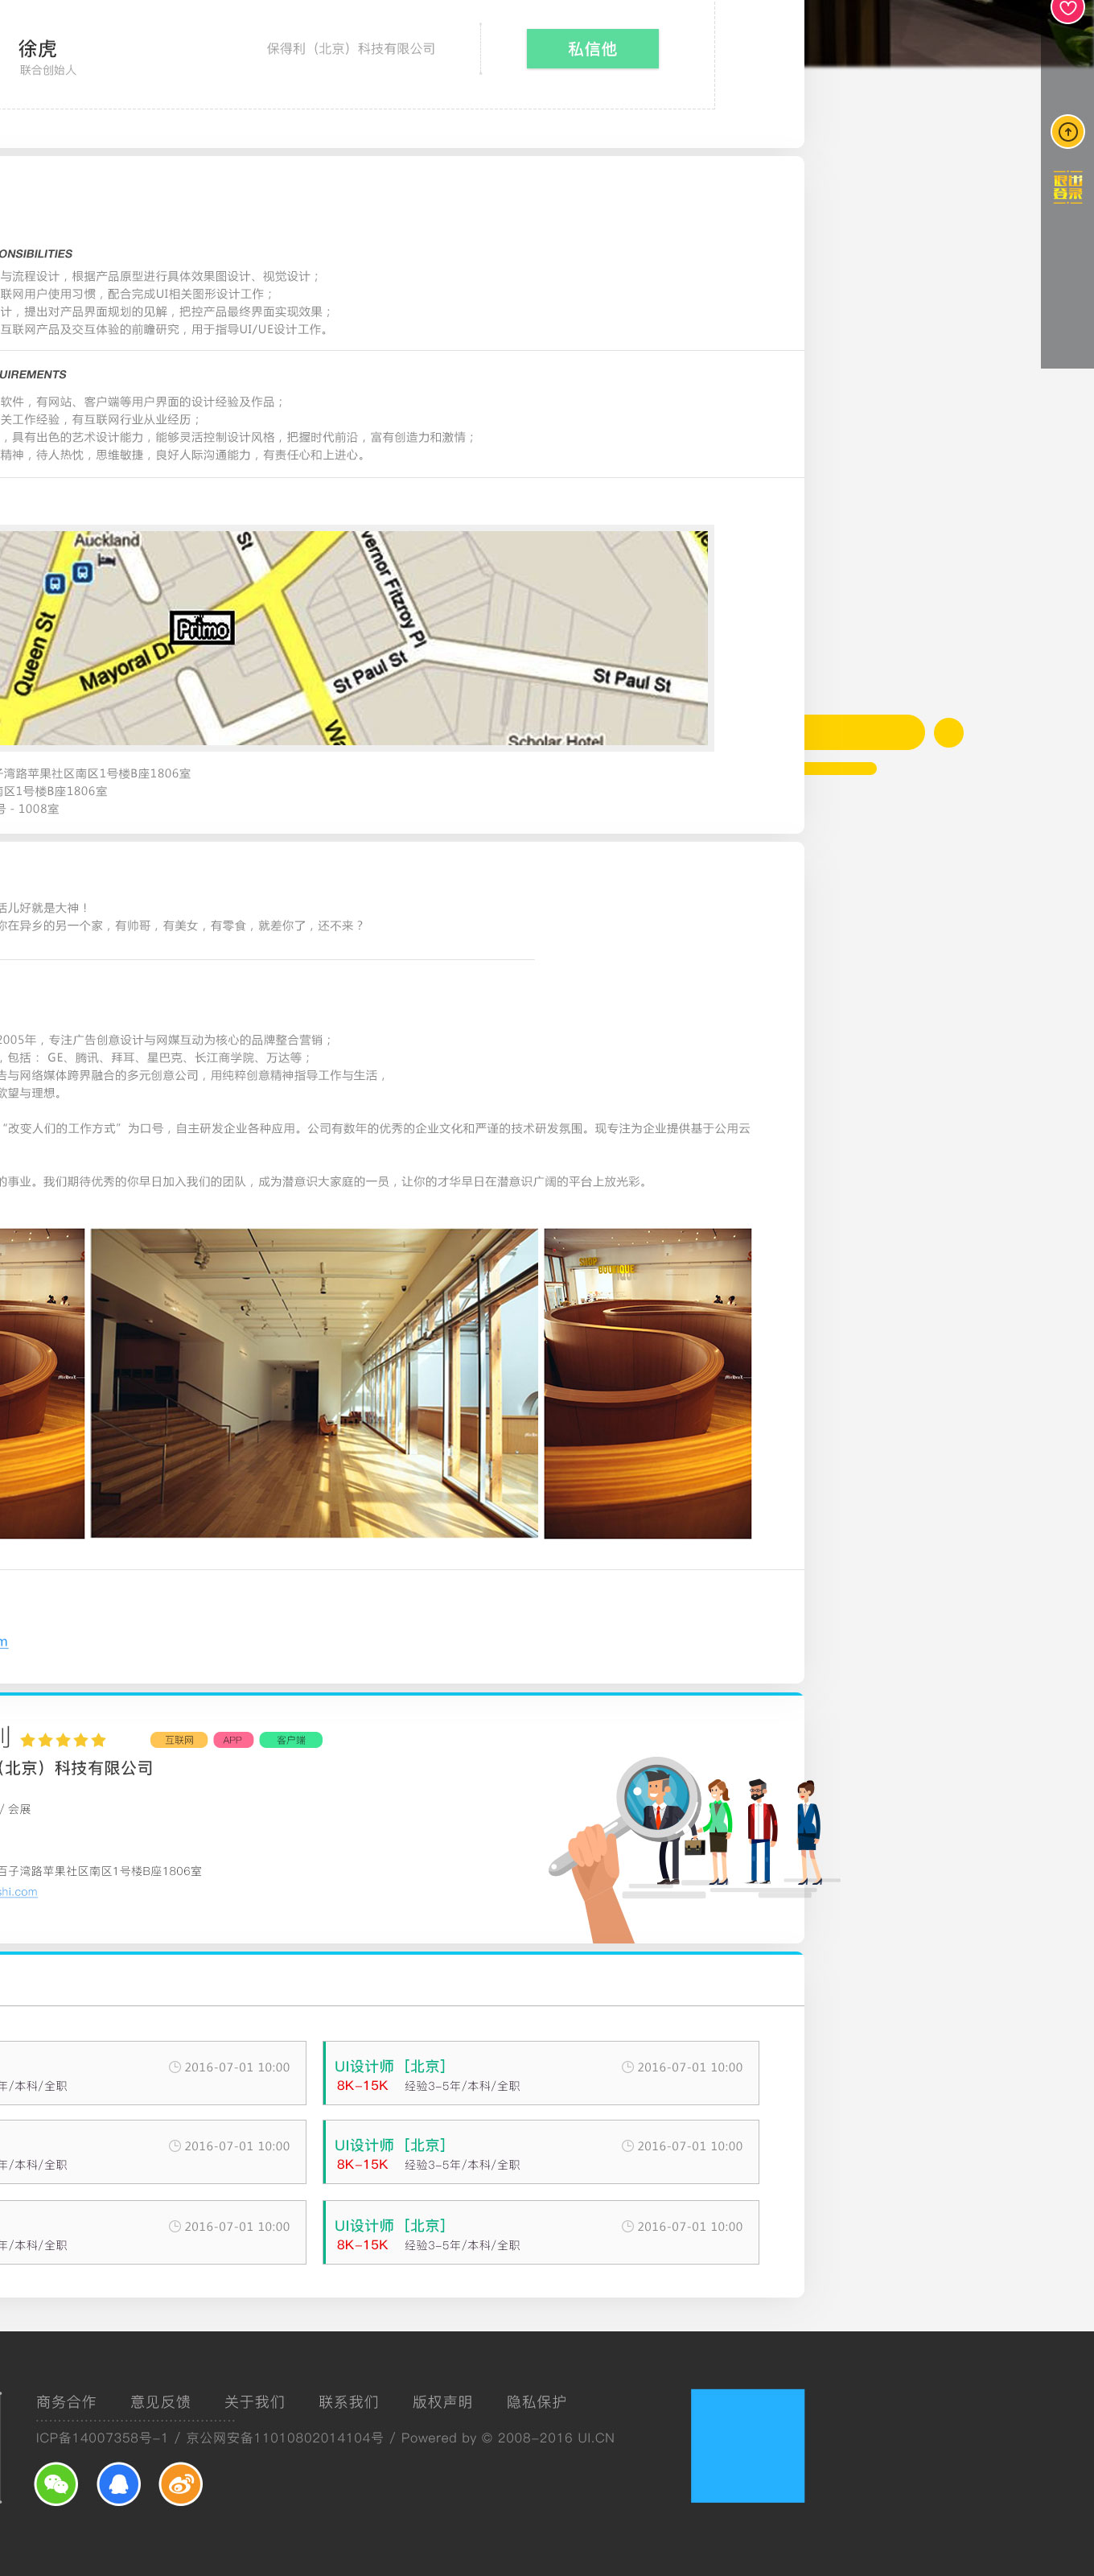 徐虎
联合创始人
保得利（北京）科技有限公司
私信他
退出
登录
ONSIBILITIES
与流程设计，根据产品原型进行具体效果图设计、视觉设计；
联网用户使用习惯，配合完成UI相关图形设计工作；
计，提出对产品界面规划的见解，把控产品最终界面实现效果；
互联网产品及交互体验的前瞻研究，用于指导UI/UE设计工作。
UIREMENTS
软件，有网站、客户端等用户界面的设计经验及作品；
关工作经验，有互联网行业从业经历；
，具有出色的艺术设计能力，能够灵活控制设计风格，把握时代前沿，富有创造力和激情；
精神，待人热忱，思维敏捷，良好人际沟通能力，有责任心和上进心。
Auckland
St
vernor Fitzroy Pl
Queen St
Mayoral Dr
Primo
St Paul St
St Paul St
We
Scholar Hotel
子湾路苹果社区南区1号楼B座1806室
南区1号楼B座1806室
号 - 1008室
活儿好就是大神！
你在异乡的另一个家，有帅哥，有美女，有零食，就差你了，还不来？
2005年，专注广告创意设计与网媒互动为核心的品牌整合营销；
，包括： GE、腾讯、拜耳、星巴克、长江商学院、万达等；
告与网络媒体跨界融合的多元创意公司，用纯粹创意精神指导工作与生活，
欲望与理想。
“改变人们的工作方式”为口号，自主研发企业各种应用。公司有数年的优秀的企业文化和严谨的技术研发氛围。现专注为企业提供基于公用云
的事业。我们期待优秀的你早日加入我们的团队，成为潜意识大家庭的一员，让你的才华早日在潜意识广阔的平台上放光彩。
BOUTIQUE
m
利
互联网 APP 客户端
（北京）科技有限公司
/ 会展
百子湾路苹果社区南区1号楼B座1806室
shi.com
2016-07-01 10:00
年/本科/全职
UI设计师［北京］ 2016-07-01 10:00
8K-15K 经验3-5年/本科/全职
2016-07-01 10:00
年/本科/全职
UI设计师［北京］ 2016-07-01 10:00
8K-15K 经验3-5年/本科/全职
2016-07-01 10:00
年/本科/全职
UI设计师［北京］ 2016-07-01 10:00
8K-15K 经验3-5年/本科/全职
商务合作 意见反馈 关于我们 联系我们 版权声明 隐私保护
ICP备14007358号-1 / 京公网安备11010802014104号 / Powered by © 2008-2016 UI.CN